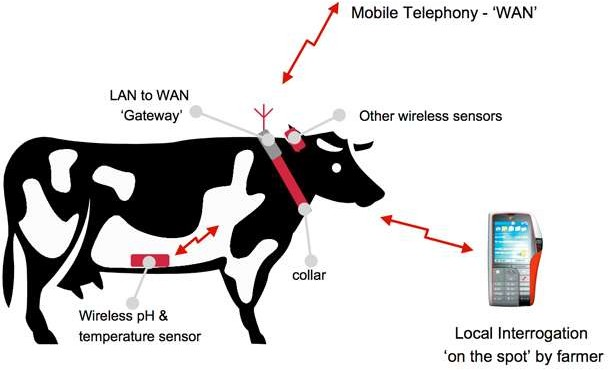 Mobile Telephony - ‘WAN’
LAN to WAN
‘Gateway’
Other wireless sensors
collar
Wireless pH &
temperature sensor
Local Interrogation
‘on the spot’ by farmer